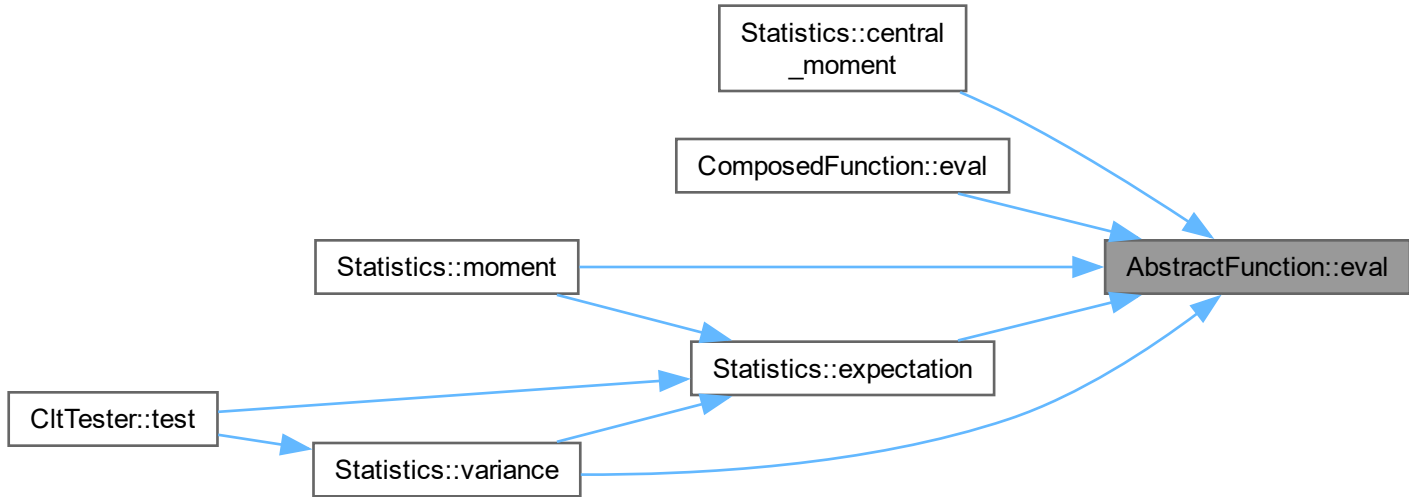 Statistics::central
_moment
ComposedFunction::eval
Statistics::moment
AbstractFunction::eval
Statistics::expectation
CltTester::test
Statistics::variance